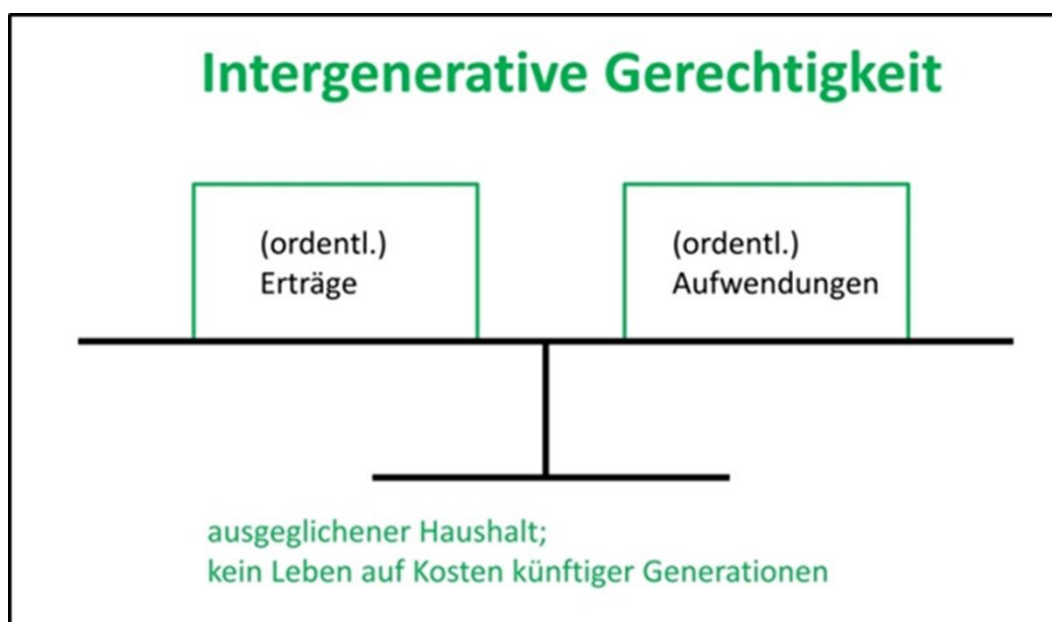 Intergenerative Gerechtigkeit
(ordentl.)
Erträge
(ordentl.)
Aufwendungen
ausgeglichener Haushalt;
kein Leben auf Kosten künftiger Generationen